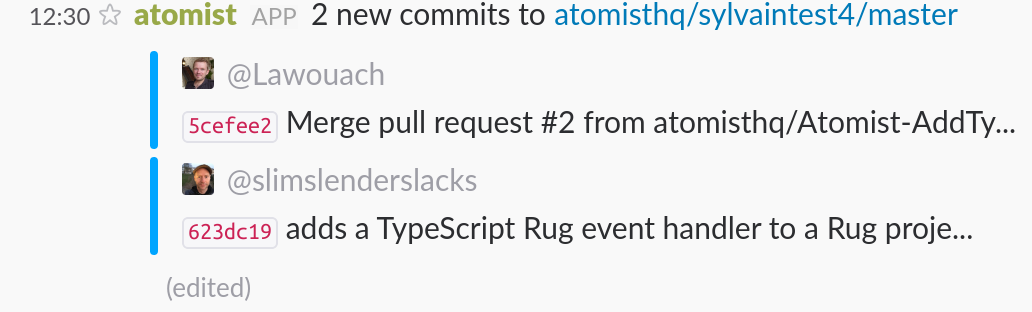 12:30 atomist APP 2 new commits to atomisthq/sylvaintest4/master
@Lawouach
5cefee2 Merge pull request #2 from atomisthq/Atomist-AddTy...
@slimslenderslacks
623dc19 adds a TypeScript Rug event handler to a Rug proje...
(edited)